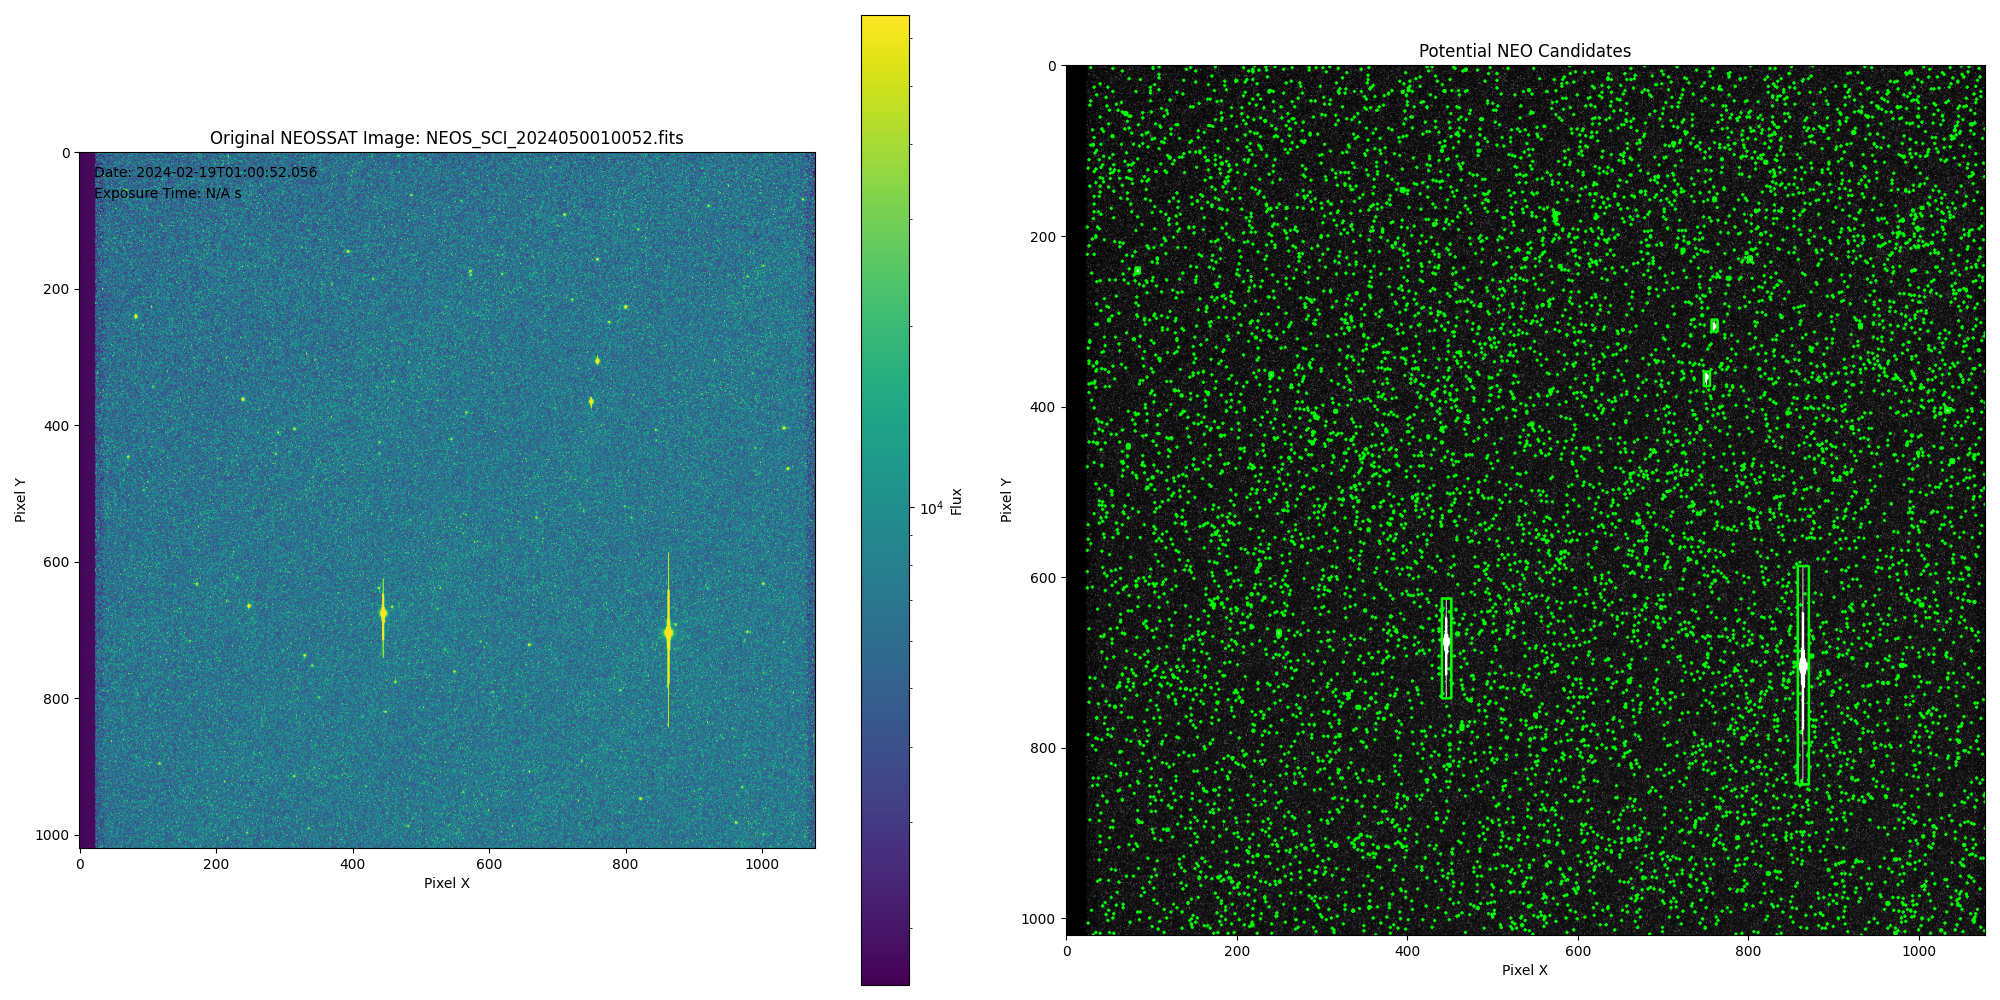 Original NEOSSAT Image: NEOS_SCI_2024050010052.fits
Date: 2024-02-19T01:00:52.056
Exposure Time: N/A s
0
200
400
600
800
1000
Pixel Y
0 200 400 600 800 1000
Pixel X
10^4
Flux
Potential NEO Candidates
0
200
400
600
800
1000
Pixel Y
0 200 400 600 800 1000
Pixel X